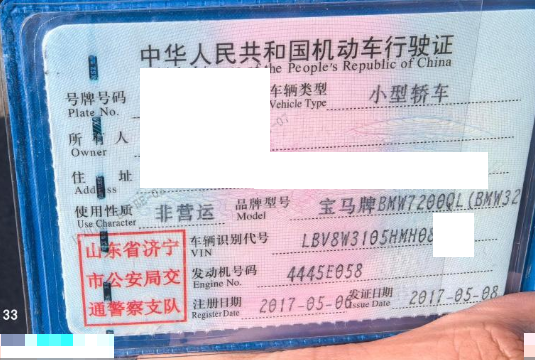 中华人民共和国机动车行驶证
the People's Republic of China
号牌号码
Plate No.
车辆类型
Vehicle Type
小型轿车
所有人
Owner
住址
Address
使用性质
Use Character
非营运
品牌型号
Model
宝马牌BMW7200QL(BMW32
山东省济宁
市公安局交
通警察支队
车辆识别代号
VIN
LBV8W3105HMH08
发动机号码
Engine No.
4445E058
注册日期
Register Date
2017-05-06
发证日期
Issue Date
2017-05-08
33